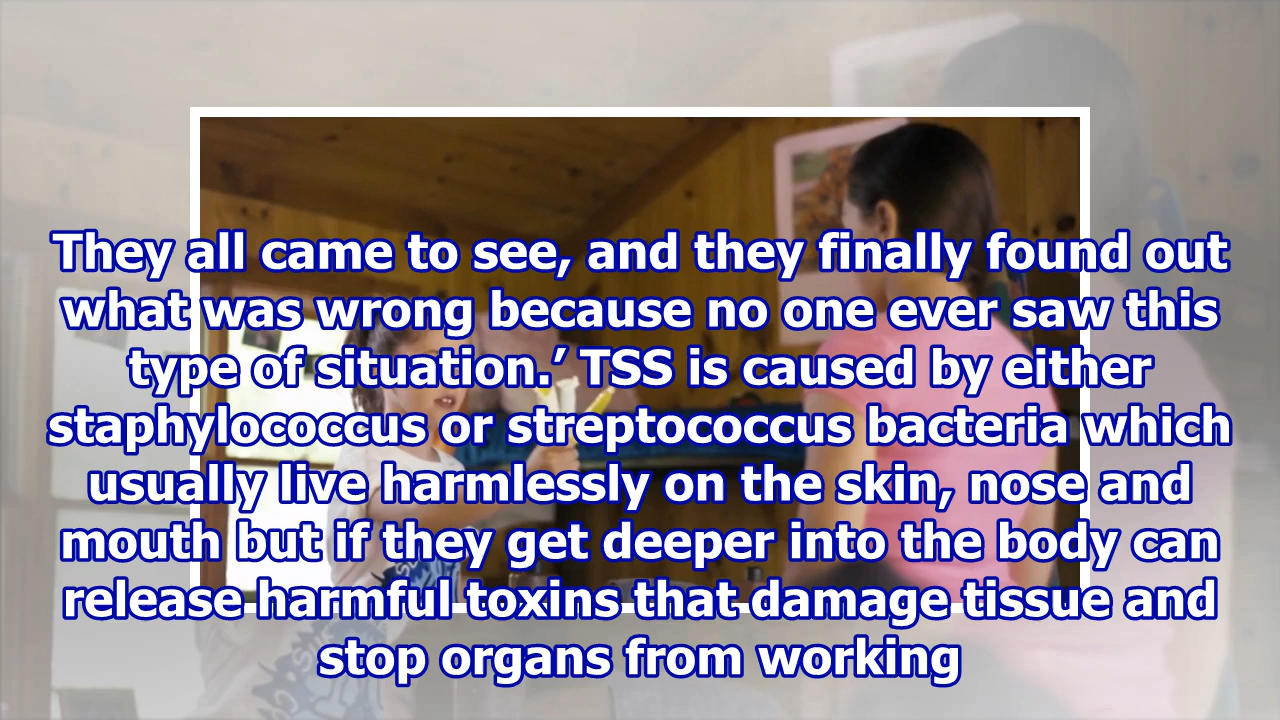 They all came to see, and they finally found out
what was wrong because no one ever saw this
type of situation.’ TSS is caused by either
staphylococcus or streptococcus bacteria which
usually live harmlessly on the skin, nose and
mouth but if they get deeper into the body can
release harmful toxins that damage tissue and
stop organs from working